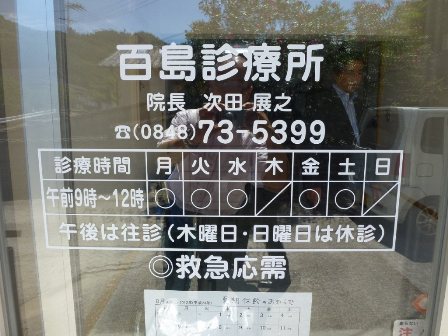 百島診療所
院長 次田 展之
☎(0848)73-5399
診療時間 月 火 水 木 金 土 日
午前9時～12時 ○ ○ ○ ／ ○ ○ ／
午後は往診(木曜日・日曜日は休診)
◎救急応需